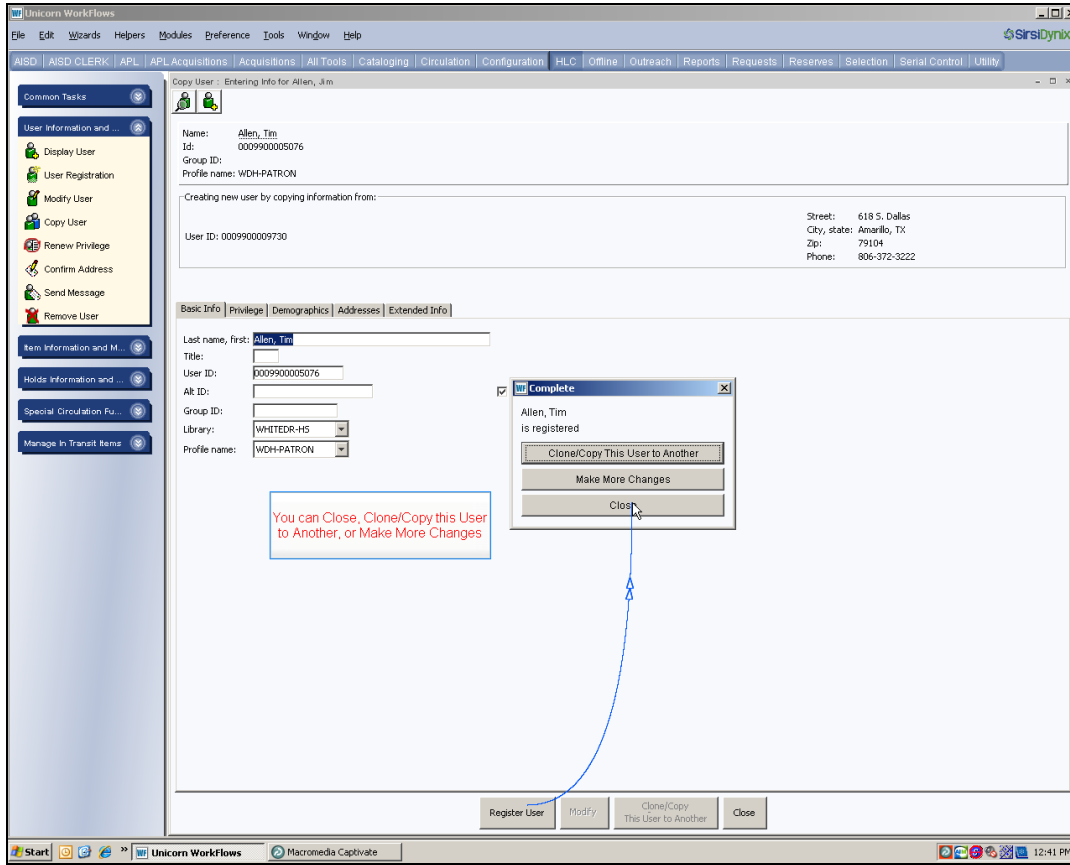 Unicorn WorkFlows
File Edit Wizards Helpers Modules Preference Tools Window Help
SirsiDynix
AISD AISD CLERK APL APL Acquisitions Acquisitions All Tools Cataloging Circulation Configuration HLC Offline Outreach Reports Requests Reserves Selection Serial Control Utility
Common Tasks
User Information and ...
Display User
User Registration
Modify User
Copy User
Renew Privilege
Confirm Address
Send Message
Remove User
Item Information and M...
Holds Information and ...
Special Circulation Fu...
Manage In Transit Items
Copy User : Entering Info for Allen, Jim
Name: Allen, Tim
Id: 0009900005076
Group ID:
Profile name: WDH-PATRON
Creating new user by copying information from:
User ID: 0009900009730
Street: 618 S. Dallas
City, state: Amarillo, TX
Zip: 79104
Phone: 806-372-3222
Basic Info Privilege Demographics Addresses Extended Info
Last name, first: Allen, Tim
Title:
User ID: 0009900005076
Alt ID:
Group ID:
Library: WHITEDR-HS
Profile name: WDH-PATRON
WF Complete
Allen, Tim
is registered
Clone/Copy This User to Another
Make More Changes
Close
You can Close, Clone/Copy this User
to Another, or Make More Changes
Register User Modify Clone/Copy
This User to Another Close
Start » WF Unicorn WorkFlows Macromedia Captivate 12:41 PM